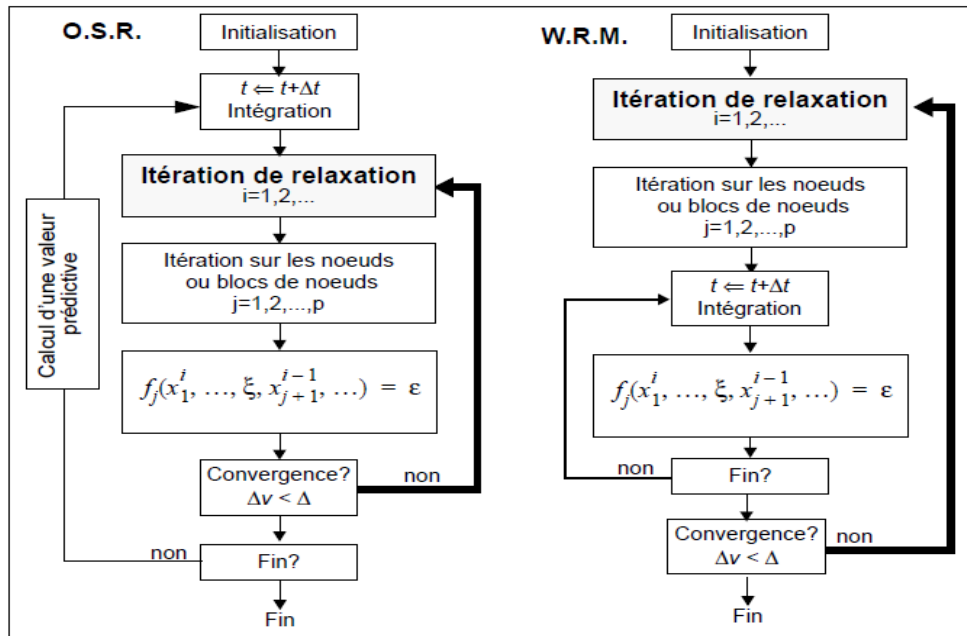 O.S.R.
Initialisation
t ⇐ t+Δt
Intégration
Itération de relaxation
i=1,2,...
Itération sur les noeuds
ou blocs de noeuds
j=1,2,...,p
f_j(x_1^i, …, ξ, x_{j+1}^{i–1}, …) = ε
Convergence?
Δv < Δ
non
Fin?
non
Fin
Calcul d'une valeur
prédictive
W.R.M.
Initialisation
Itération de relaxation
i=1,2,...
Itération sur les noeuds
ou blocs de noeuds
j=1,2,...,p
t ⇐ t+Δt
Intégration
f_j(x_1^i, …, ξ, x_{j+1}^{i–1}, …) = ε
non
Fin?
Convergence?
Δv < Δ
non
Fin